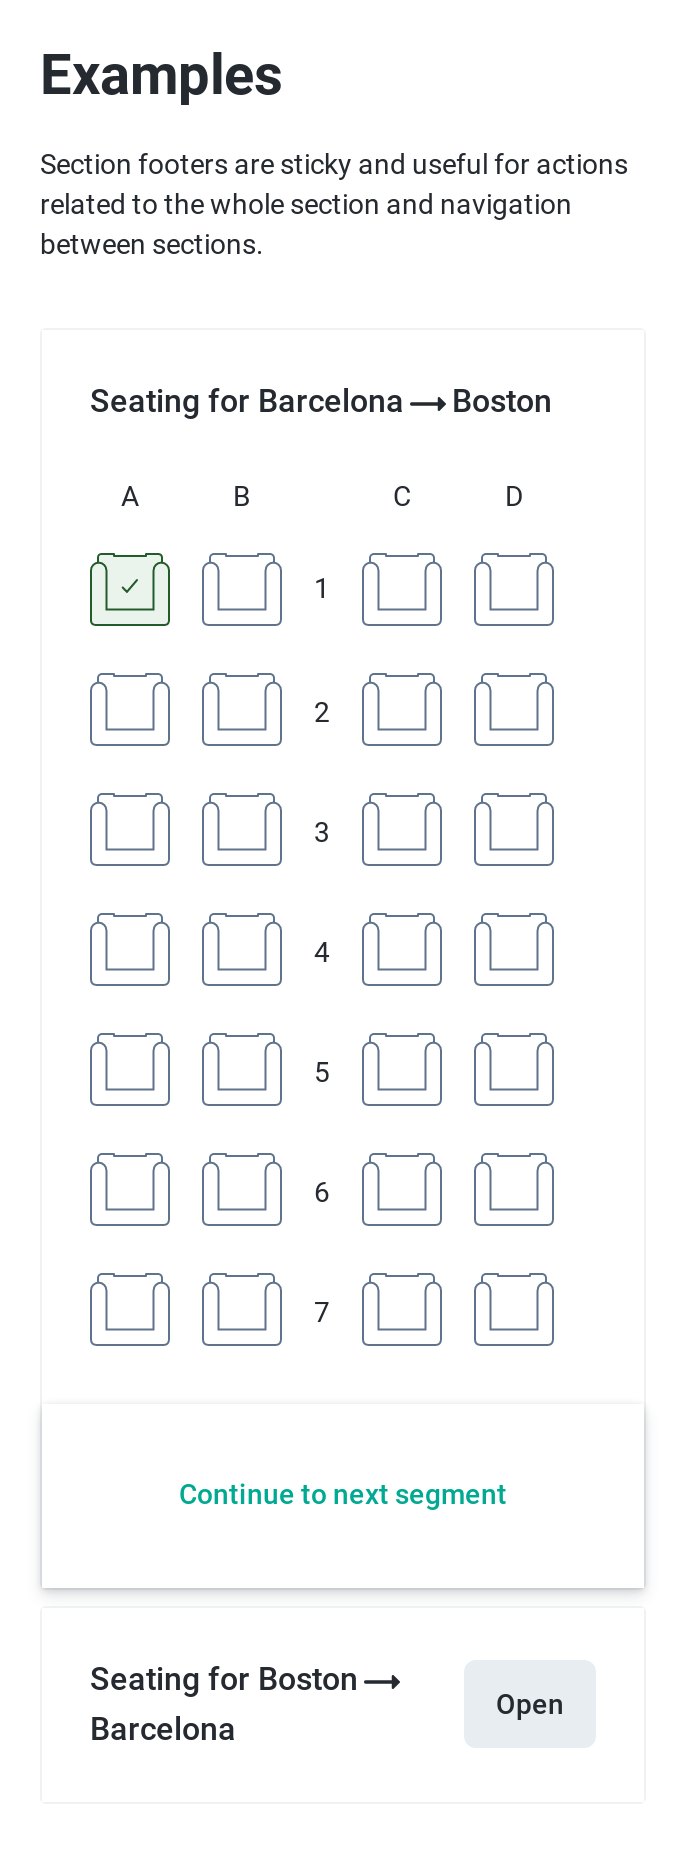 Examples
Section footers are sticky and useful for actions
related to the whole section and navigation
between sections.
Seating for Barcelona → Boston
A B C D
1
2
3
4
5
6
7
Continue to next segment
Seating for Boston →
Barcelona
Open